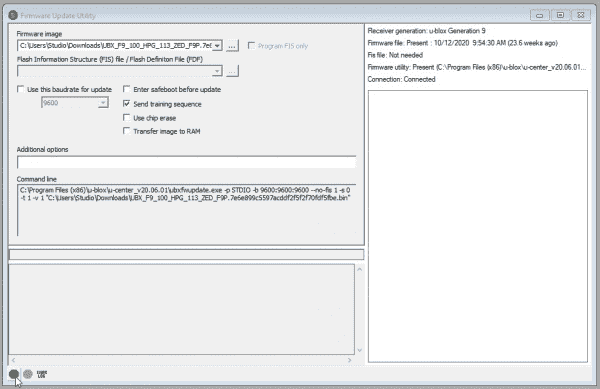 Firmware Update Utility
Firmware image
C:\Users\Studio\Downloads\UBX_F9_100_HPG_113_ZED_F9P.7e6
...
Program FIS only
Flash Information Structure (FIS) file / Flash Definiton File (FDF)
...
Use this baudrate for update
Enter safeboot before update
9600
Send training sequence
Use chip erase
Transfer image to RAM
Additional options
Command line
C:\Program Files (x86)\u-blox\u-center_v20.06.01\ubxfwupdate.exe -p STDIO -b 9600:9600:9600 --no-fis 1 -s 0
-t 1 -v 1 "C:\Users\Studio\Downloads\UBX_F9_100_HPG_113_ZED_F9P.7e6e899c5597acddf2f5f2f70fdf5fbe.bin"
Receiver generation: u-blox Generation 9
Firmware file: Present : 10/12/2020 9:54:30 AM (23.6 weeks ago)
Fis file: Not needed
Firmware utility: Present (C:\Program Files (x86)\u-blox\u-center_v20.06.01...
Connection: Connected